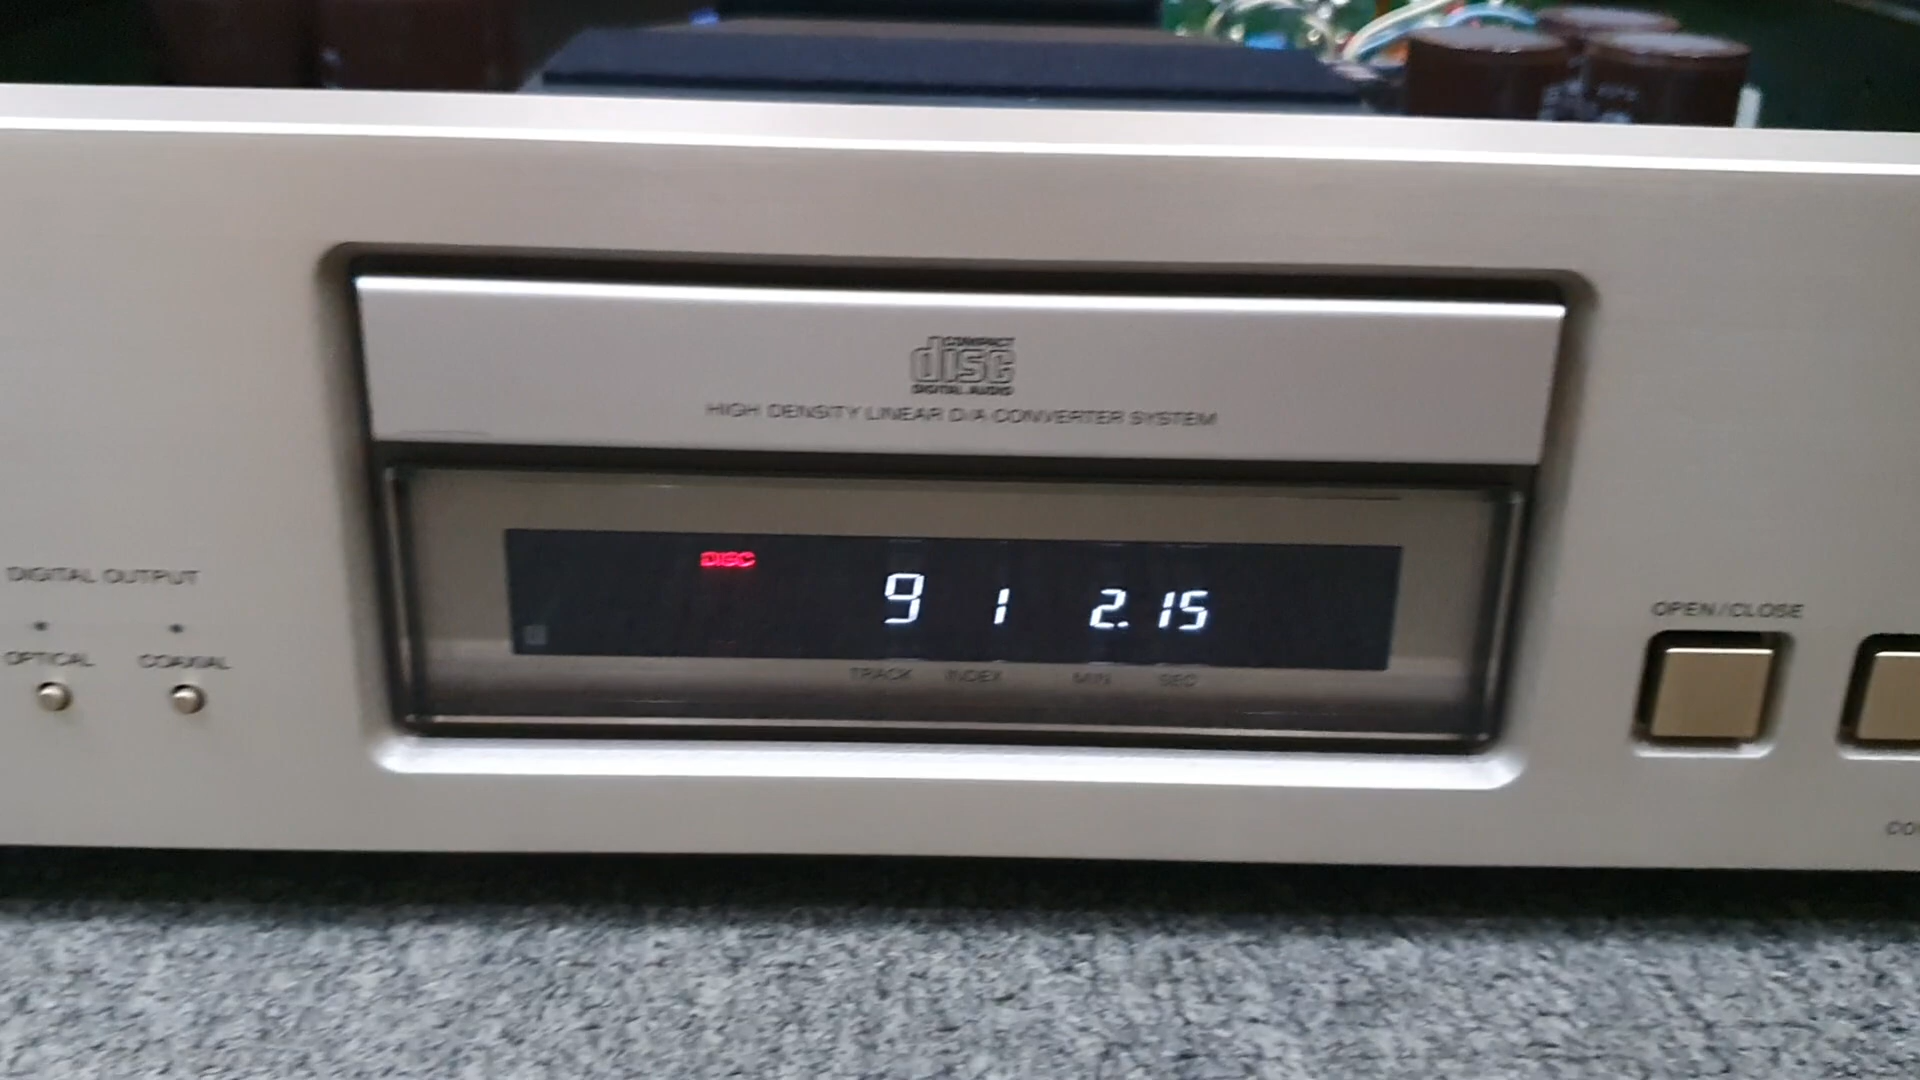 COMPACT
disc
DIGITAL AUDIO
HIGH DENSITY LINEAR D/A CONVERTER SYSTEM
DISC
9 1 2. 15
TRACK INDEX MIN SEC
DIGITAL OUTPUT
OPTICAL COAXIAL
OPEN/CLOSE